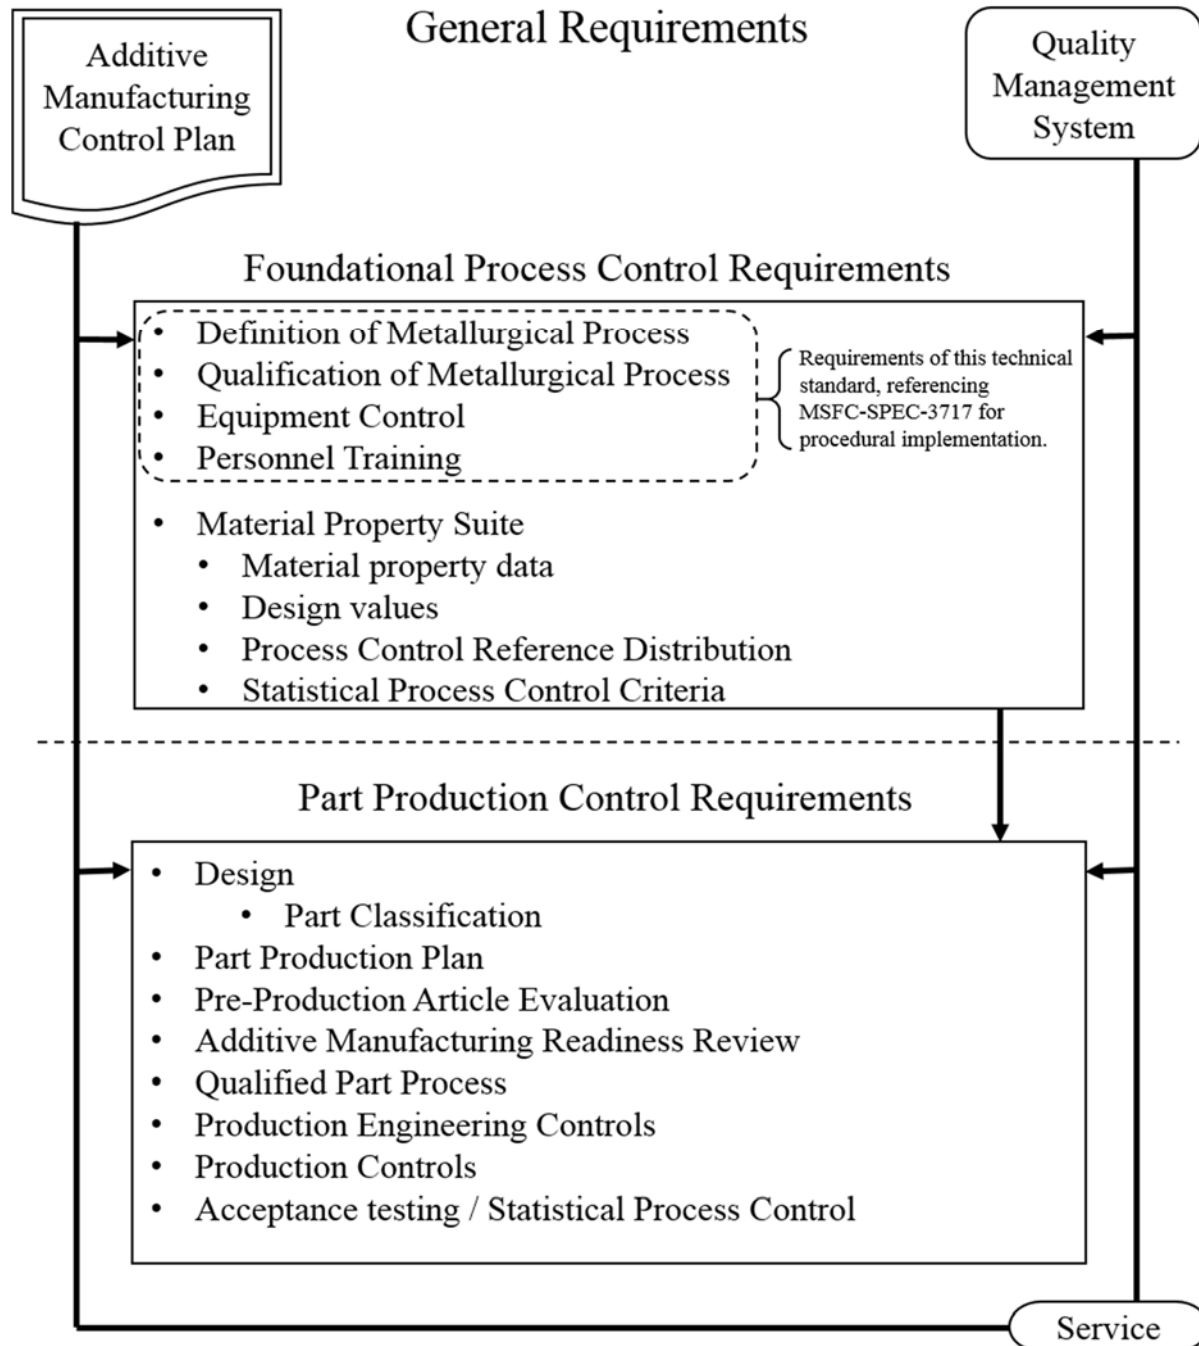 General Requirements
Additive
Manufacturing
Control Plan
Quality
Management
System
Foundational Process Control Requirements
• Definition of Metallurgical Process
• Qualification of Metallurgical Process
• Equipment Control
• Personnel Training
Requirements of this technical
standard, referencing
MSFC-SPEC-3717 for
procedural implementation.
• Material Property Suite
• Material property data
• Design values
• Process Control Reference Distribution
• Statistical Process Control Criteria
Part Production Control Requirements
• Design
• Part Classification
• Part Production Plan
• Pre-Production Article Evaluation
• Additive Manufacturing Readiness Review
• Qualified Part Process
• Production Engineering Controls
• Production Controls
• Acceptance testing / Statistical Process Control
Service